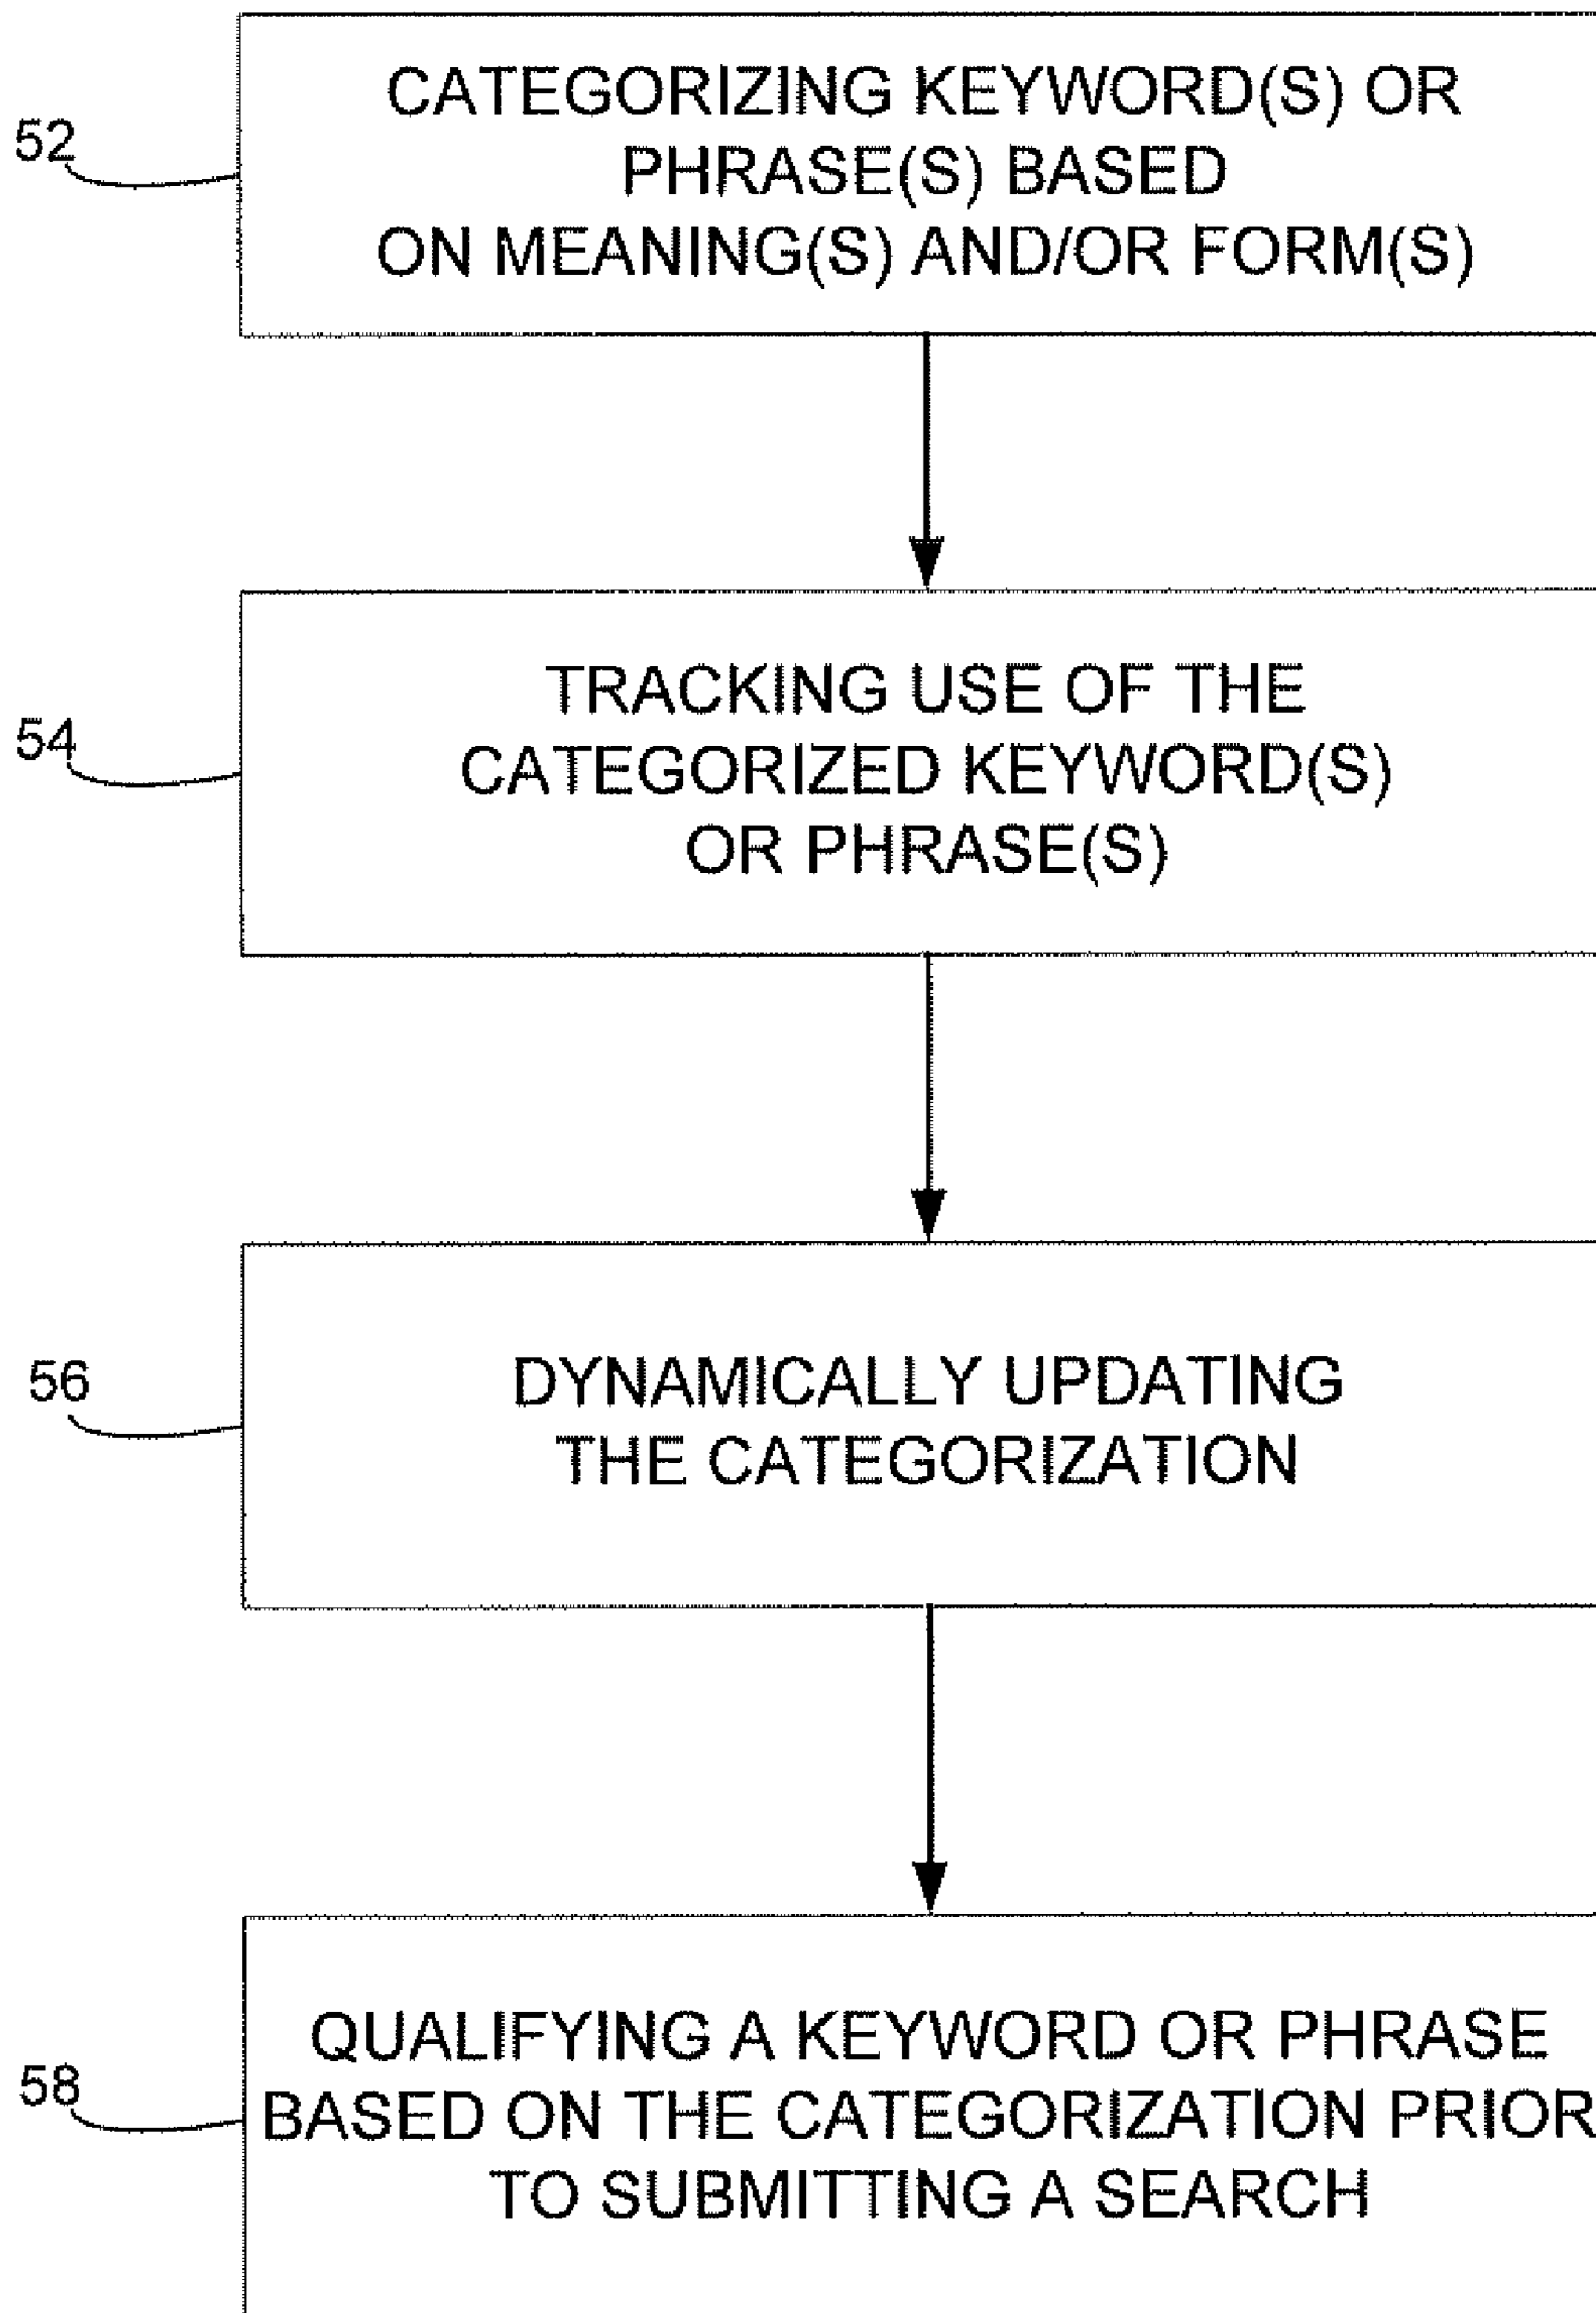 52
CATEGORIZING KEYWORD(S) OR
PHRASE(S) BASED
ON MEANING(S) AND/OR FORM(S)
54
TRACKING USE OF THE
CATEGORIZED KEYWORD(S)
OR PHRASE(S)
56
DYNAMICALLY UPDATING
THE CATEGORIZATION
58
QUALIFYING A KEYWORD OR PHRASE
BASED ON THE CATEGORIZATION PRIOR
TO SUBMITTING A SEARCH